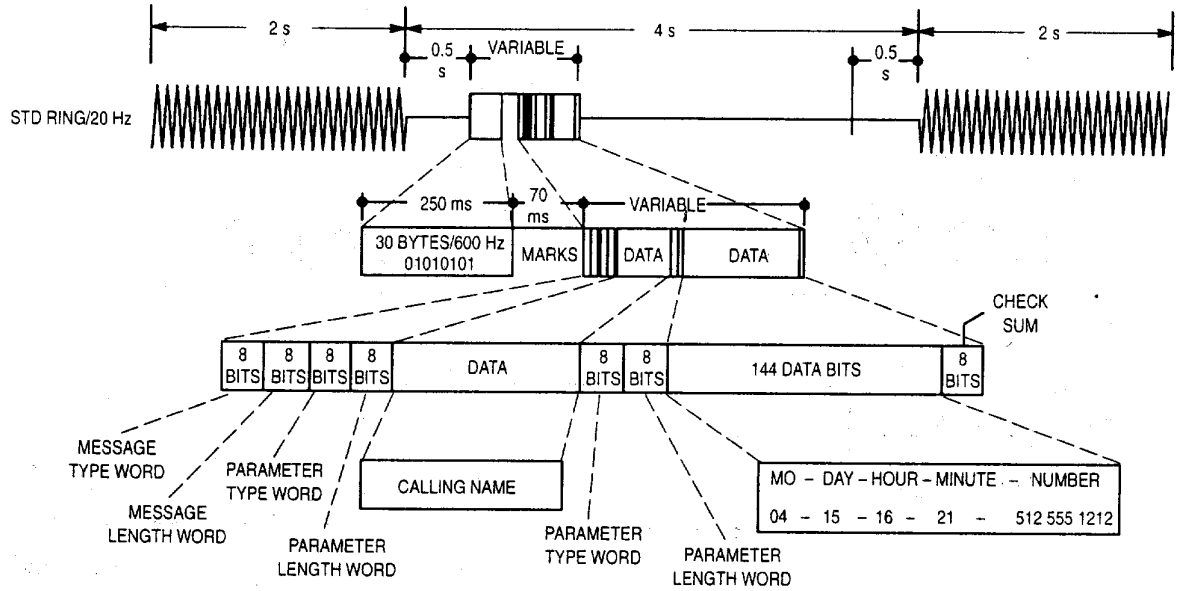 2 s
4 s
2 s
0.5
s
VARIABLE
0.5
s
STD RING/20 Hz
250 ms
70
ms
VARIABLE
30 BYTES/600 Hz
01010101
MARKS
DATA
DATA
CHECK
SUM
8
BITS
8
BITS
8
BITS
8
BITS
DATA
8
BITS
8
BITS
144 DATA BITS
8
BITS
MESSAGE
TYPE WORD
MESSAGE
LENGTH WORD
PARAMETER
TYPE WORD
PARAMETER
LENGTH WORD
CALLING NAME
PARAMETER
TYPE WORD
PARAMETER
LENGTH WORD
MO – DAY – HOUR – MINUTE – NUMBER
04 – 15 – 16 – 21 – 512 555 1212